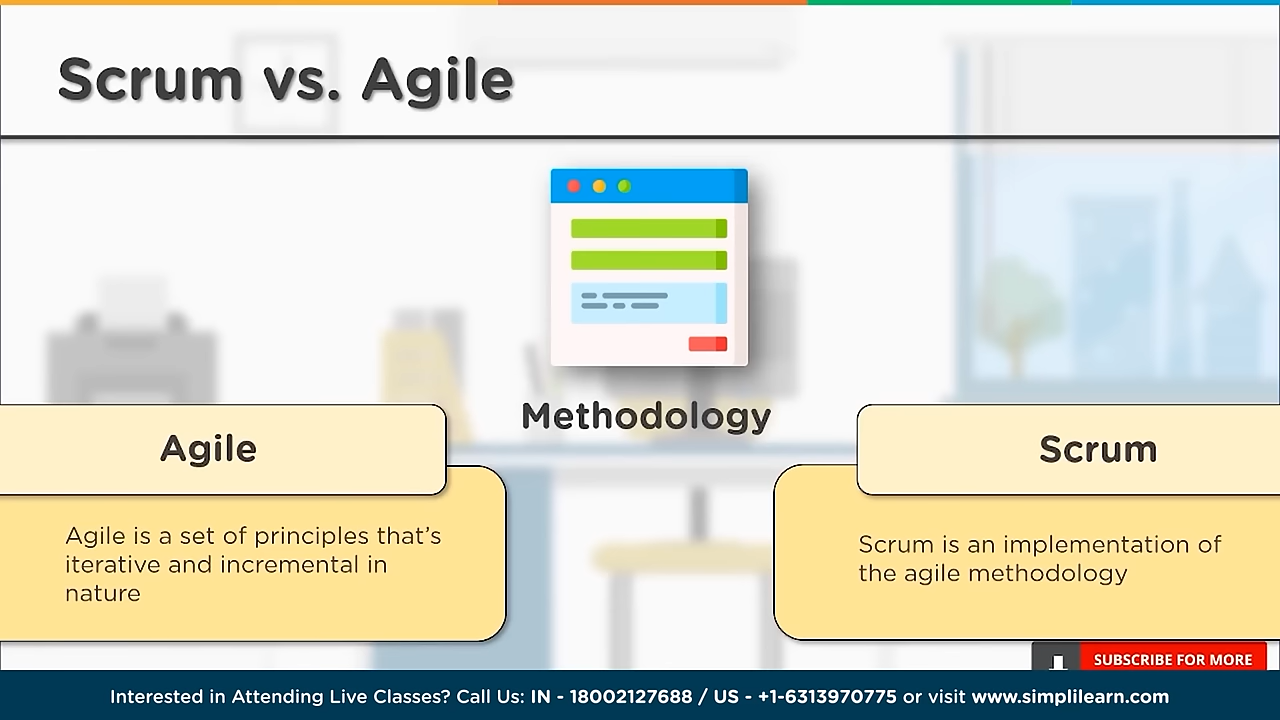 Scrum vs. Agile
Methodology
Agile
Agile is a set of principles that's
iterative and incremental in
nature
Scrum
Scrum is an implementation of
the agile methodology
SUBSCRIBE FOR MORE
Interested in Attending Live Classes? Call Us: IN - 18002127688 / US - +1-6313970775 or visit www.simplilearn.com